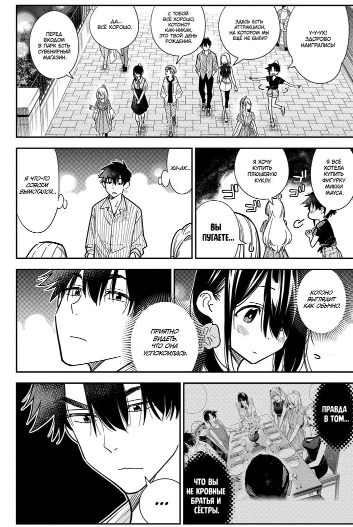 У-У-УХ!
ЗДОРОВО
НАИГРАЛИСЬ!
ЗДЕСЬ ЕСТЬ
АТТРАКЦИОН,
НА КОТОРОМ МЫ
ЕЩЁ НЕ БЫЛИ?
С ТОБОЙ
ВСЁ ХОРОШО,
КОТОНО?
КАК-НИКАК,
ЭТО ТВОЙ ДЕНЬ
РОЖДЕНИЯ.
ДА...
ВСЁ ХОРОШО.
ПЕРЕД
ВХОДОМ
В ПАРК ЕСТЬ
СУВЕНИРНЫЙ
МАГАЗИН.
Я ВСЁ
ХОТЕЛА
КУПИТЬ
ФИГУРКУ
МИККИ
МАУСА.
Я ХОЧУ
КУПИТЬ
ПЛЮШЕВУЮ
КУКЛУ.
ВЫ
ПУГАЕТЕ...
ХА-АХ...
Я ЧТО-ТО
СОВСЕМ
ВЫМОТАЛСЯ...
КОТОНО
ВЫГЛЯДИТ
КАК ОБЫЧНО.
ПРИЯТНО
ВИДЕТЬ,
ЧТО ОНА
УСПОКОИЛАСЬ.
ПРАВДА
В ТОМ...
ЧТО ВЫ
НЕ КРОВНЫЕ
БРАТЬЯ И
СЁСТРЫ.
...